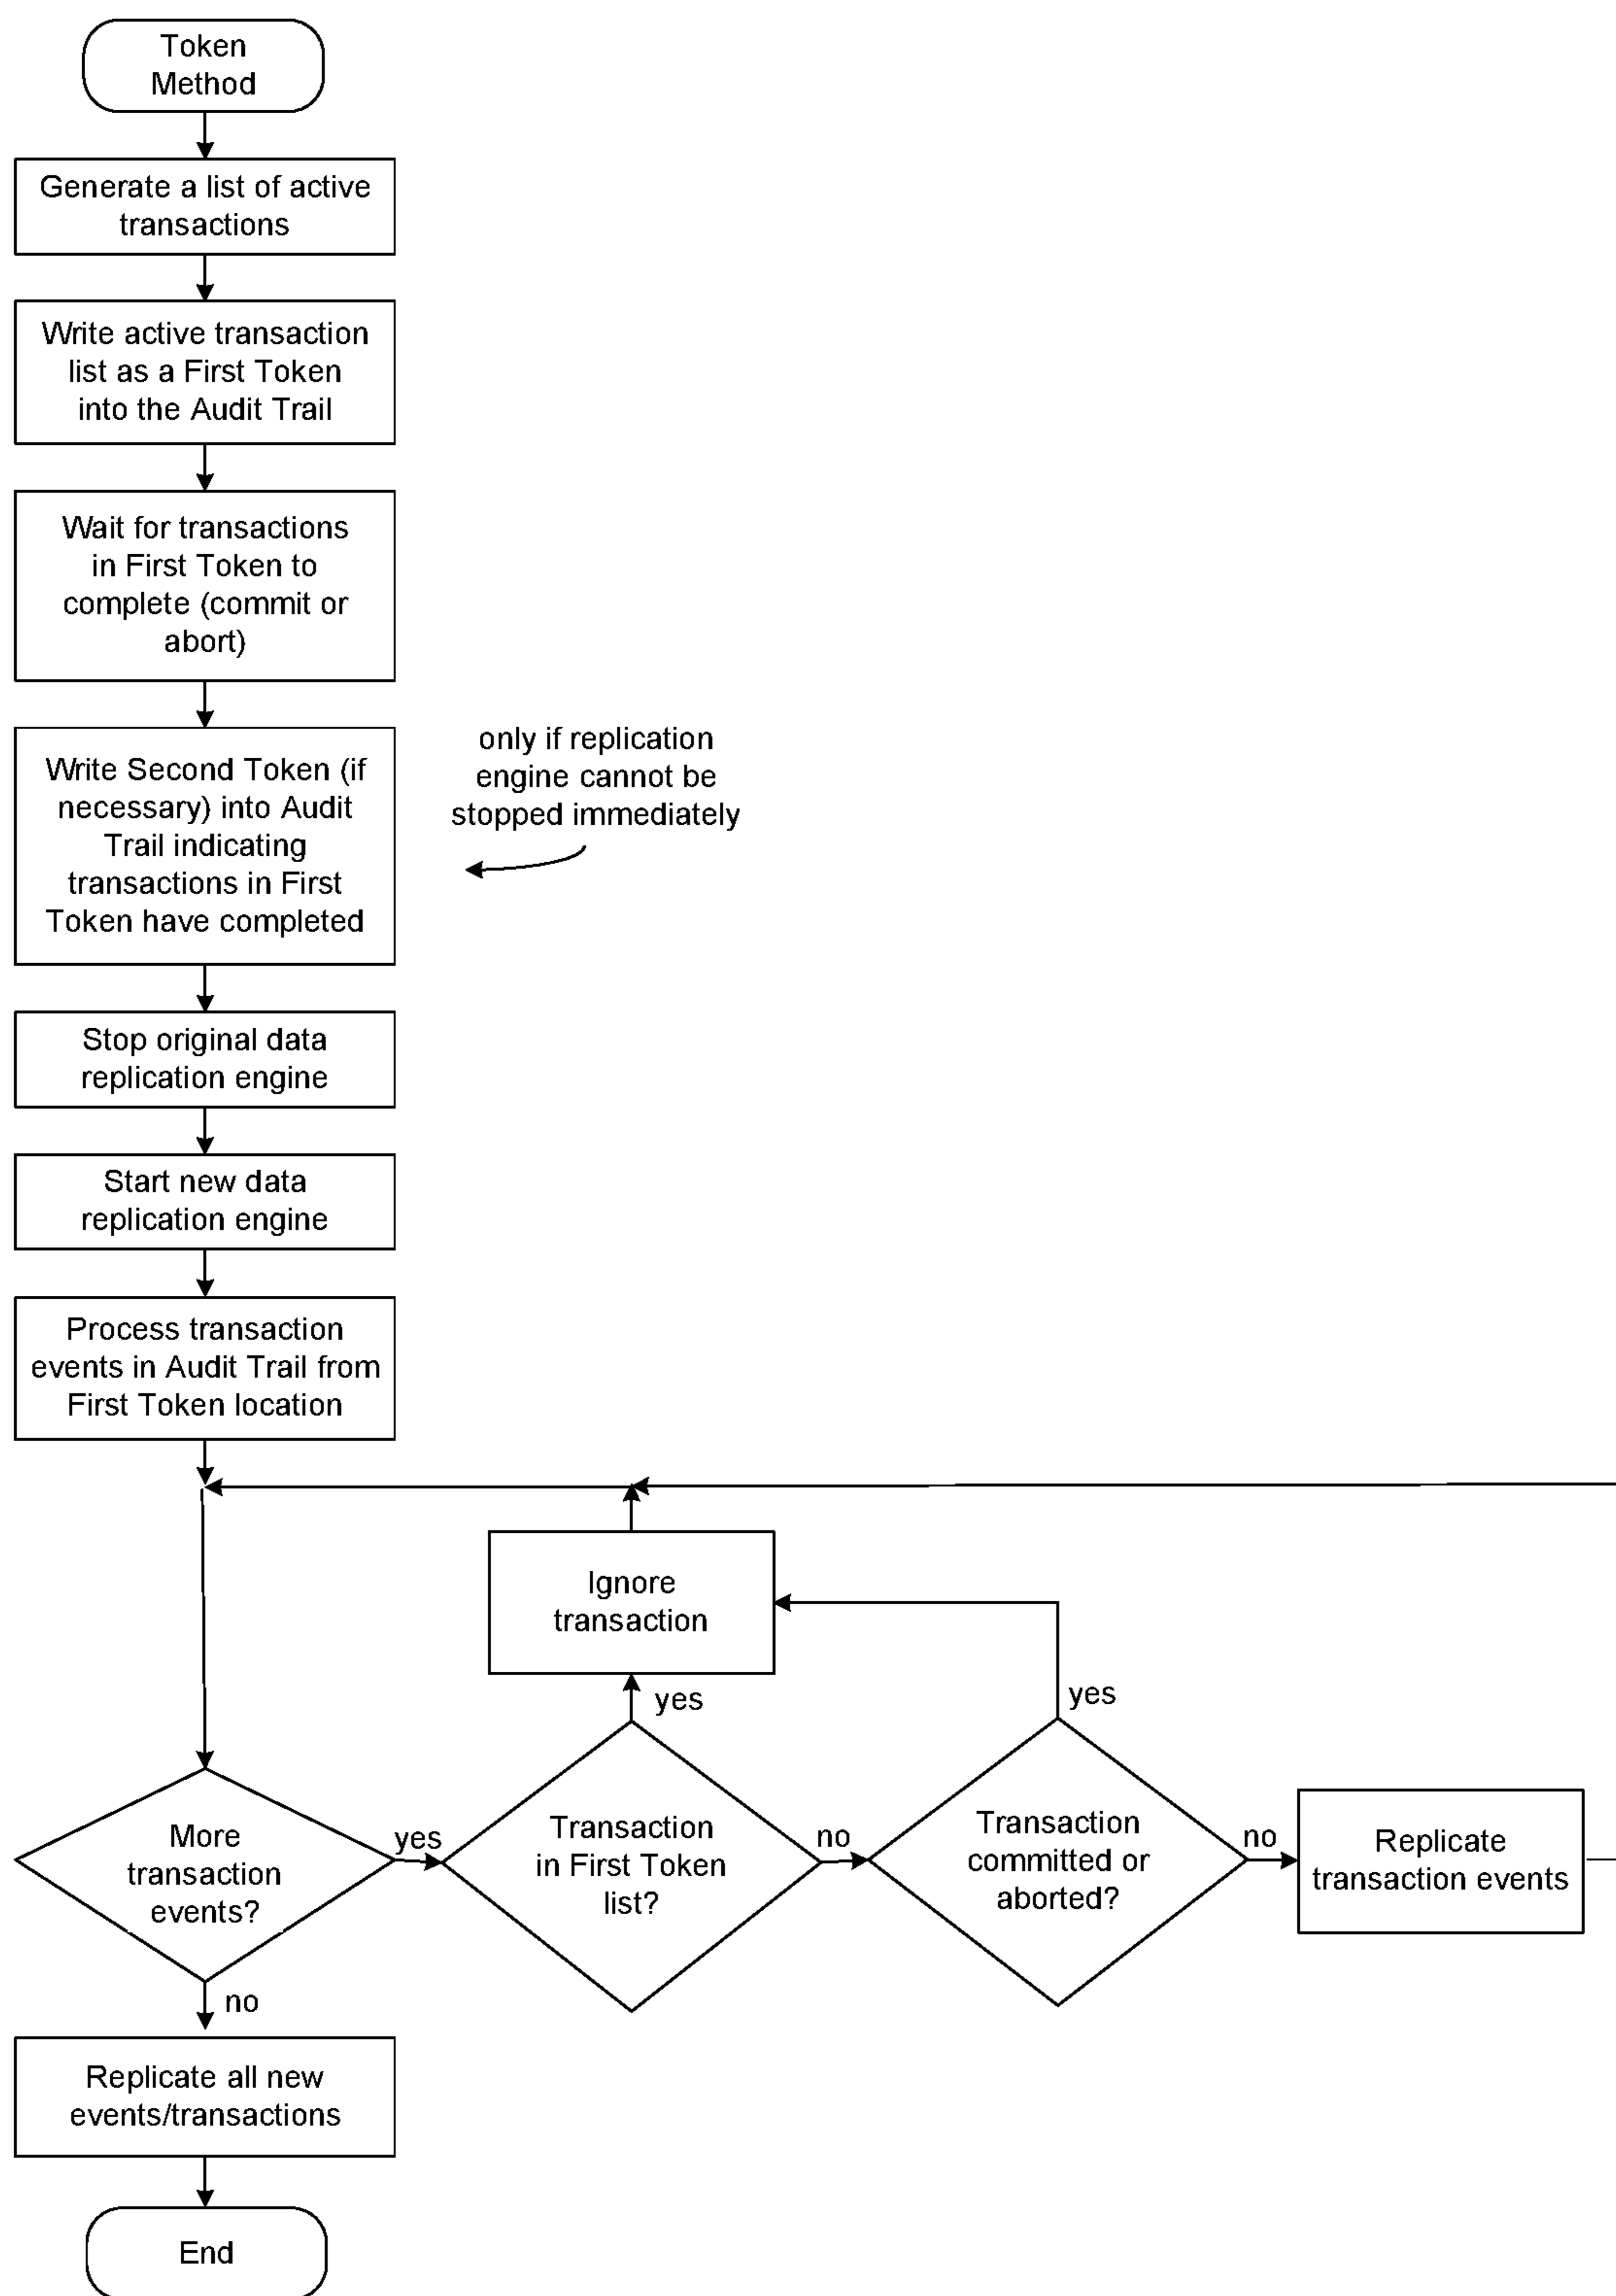 Token
Method
Generate a list of active
transactions
Write active transaction
list as a First Token
into the Audit Trail
Wait for transactions
in First Token to
complete (commit or
abort)
Write Second Token (if
necessary) into Audit
Trail indicating
transactions in First
Token have completed
only if replication
engine cannot be
stopped immediately
Stop original data
replication engine
Start new data
replication engine
Process transaction
events in Audit Trail from
First Token location
Ignore
transaction
yes
yes
More
transaction
events?
yes
Transaction
in First Token
list?
no
Transaction
committed or
aborted?
no
Replicate
transaction events
no
Replicate all new
events/transactions
End